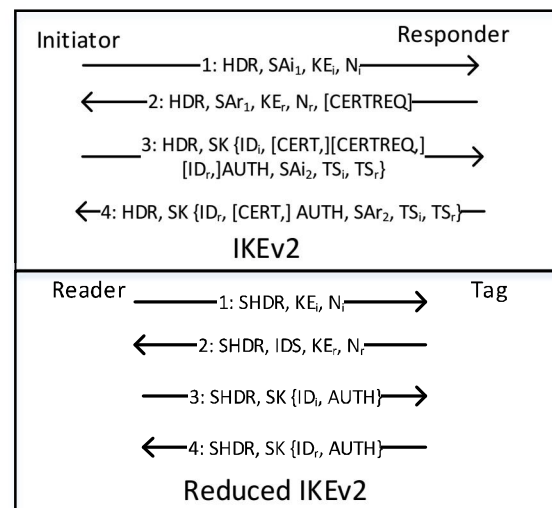 Initiator
Responder
1: HDR, SAi₁, KEᵢ, Nᵢ
2: HDR, SAr₁, KEᵣ, Nᵣ, [CERTREQ]
3: HDR, SK {IDᵢ, [CERT,][CERTREQ,]
[IDᵣ,]AUTH, SAi₂, TSᵢ, TSᵣ}
4: HDR, SK {IDᵣ, [CERT,] AUTH, SAr₂, TSᵢ, TSᵣ}
IKEv2
Reader
Tag
1: SHDR, KEᵢ, Nᵢ
2: SHDR, IDS, KEᵣ, Nᵣ
3: SHDR, SK {IDᵢ, AUTH}
4: SHDR, SK {IDᵣ, AUTH}
Reduced IKEv2